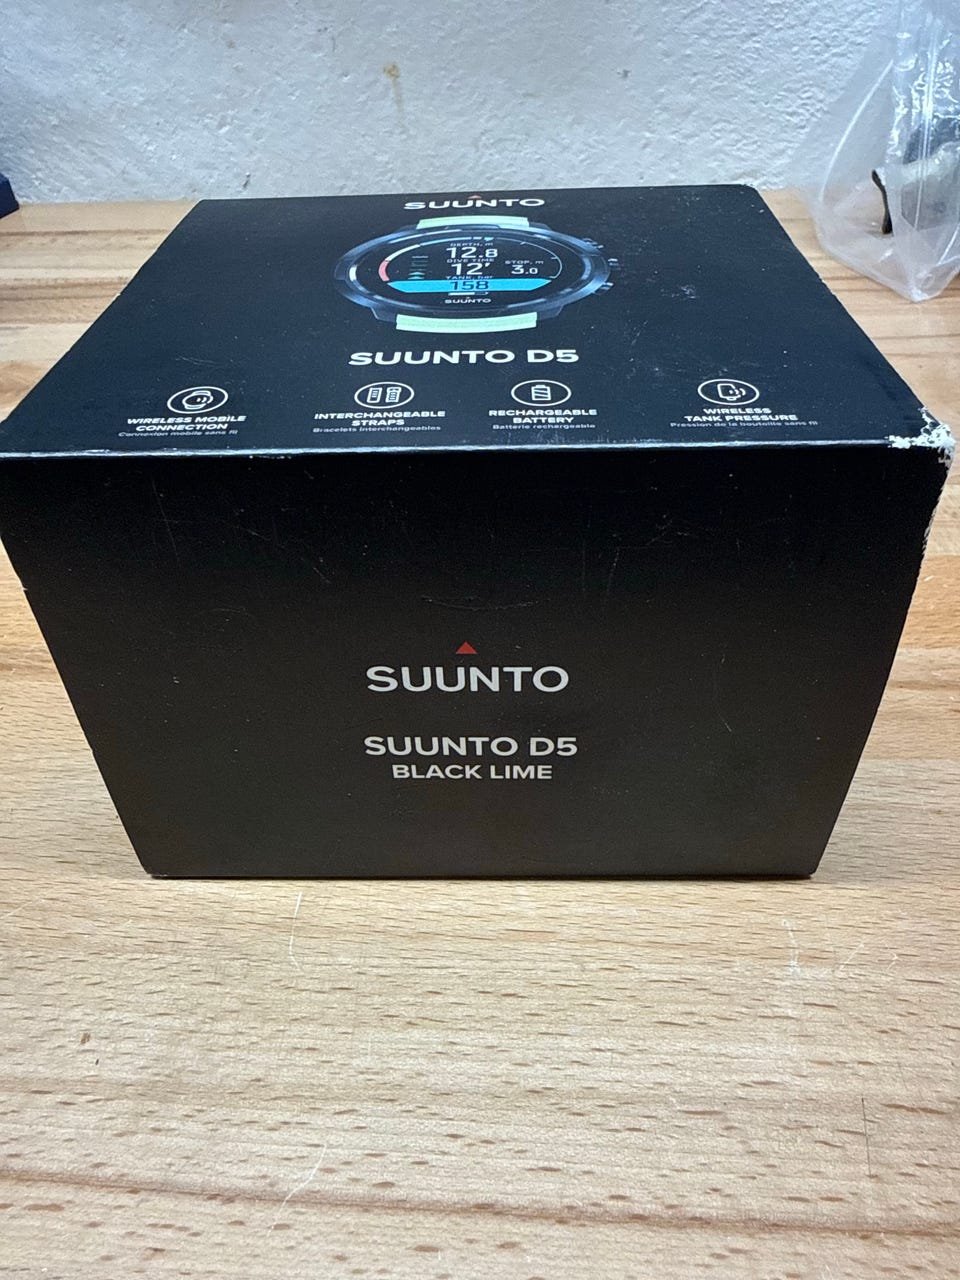 SUUNTO
DEPTH, m
12.8
DIVE TIME
12'
STOP, m
3.0
TANK, bar
158
SUUNTO
SUUNTO D5
WIRELESS MOBILE
CONNECTION
Connexion mobile sans fil
INTERCHANGEABLE
STRAPS
Bracelets interchangeables
RECHARGEABLE
BATTERY
Batterie rechargeable
WIRELESS
TANK PRESSURE
Pression de la bouteille sans fil
SUUNTO
SUUNTO D5
BLACK LIME